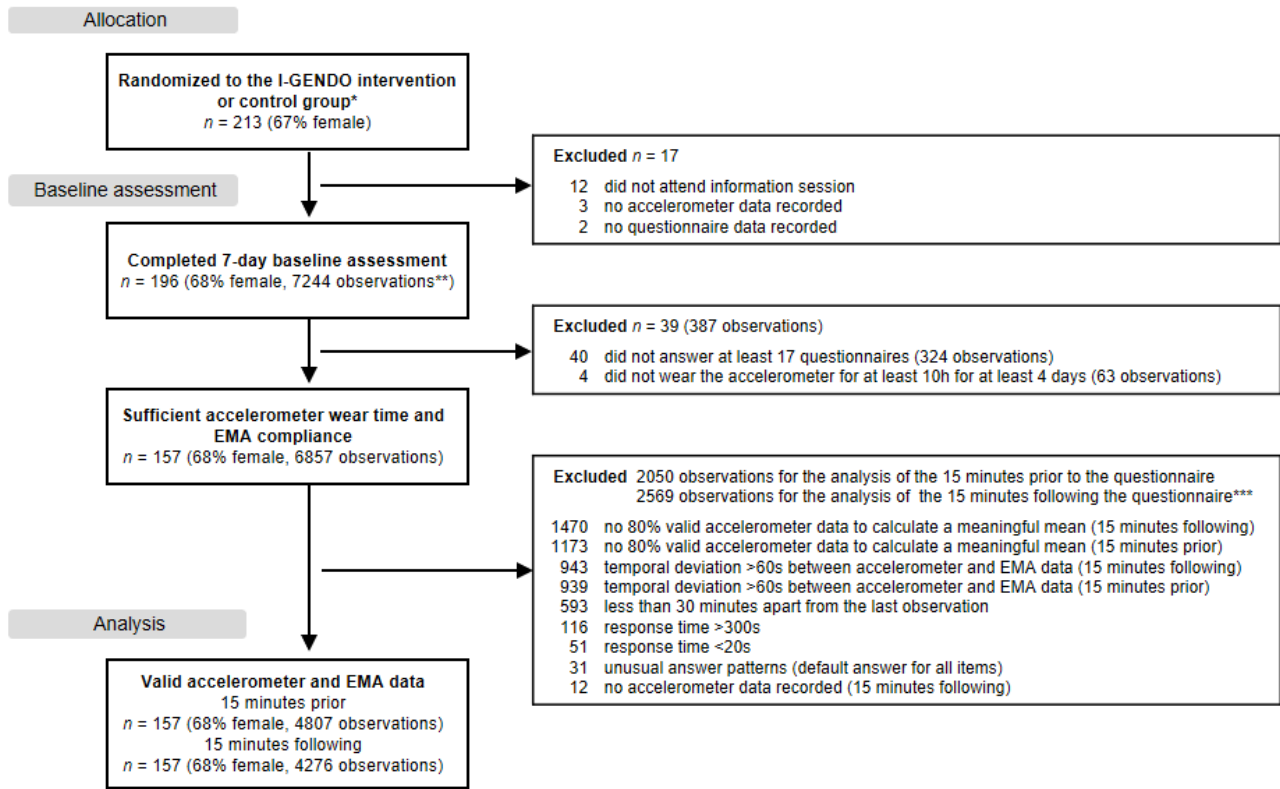 Allocation
Randomized to the I-GENDO intervention
or control group*
n = 213 (67% female)
Excluded n = 17
12 did not attend information session
3 no accelerometer data recorded
2 no questionnaire data recorded
Baseline assessment
Completed 7-day baseline assessment
n = 196 (68% female, 7244 observations**)
Excluded n = 39 (387 observations)
40 did not answer at least 17 questionnaires (324 observations)
4 did not wear the accelerometer for at least 10h for at least 4 days (63 observations)
Sufficient accelerometer wear time and
EMA compliance
n = 157 (68% female, 6857 observations)
Excluded 2050 observations for the analysis of the 15 minutes prior to the questionnaire
2569 observations for the analysis of the 15 minutes following the questionnaire***
1470 no 80% valid accelerometer data to calculate a meaningful mean (15 minutes following)
1173 no 80% valid accelerometer data to calculate a meaningful mean (15 minutes prior)
943 temporal deviation >60s between accelerometer and EMA data (15 minutes following)
939 temporal deviation >60s between accelerometer and EMA data (15 minutes prior)
593 less than 30 minutes apart from the last observation
116 response time >300s
51 response time <20s
31 unusual answer patterns (default answer for all items)
12 no accelerometer data recorded (15 minutes following)
Analysis
Valid accelerometer and EMA data
15 minutes prior
n = 157 (68% female, 4807 observations)
15 minutes following
n = 157 (68% female, 4276 observations)